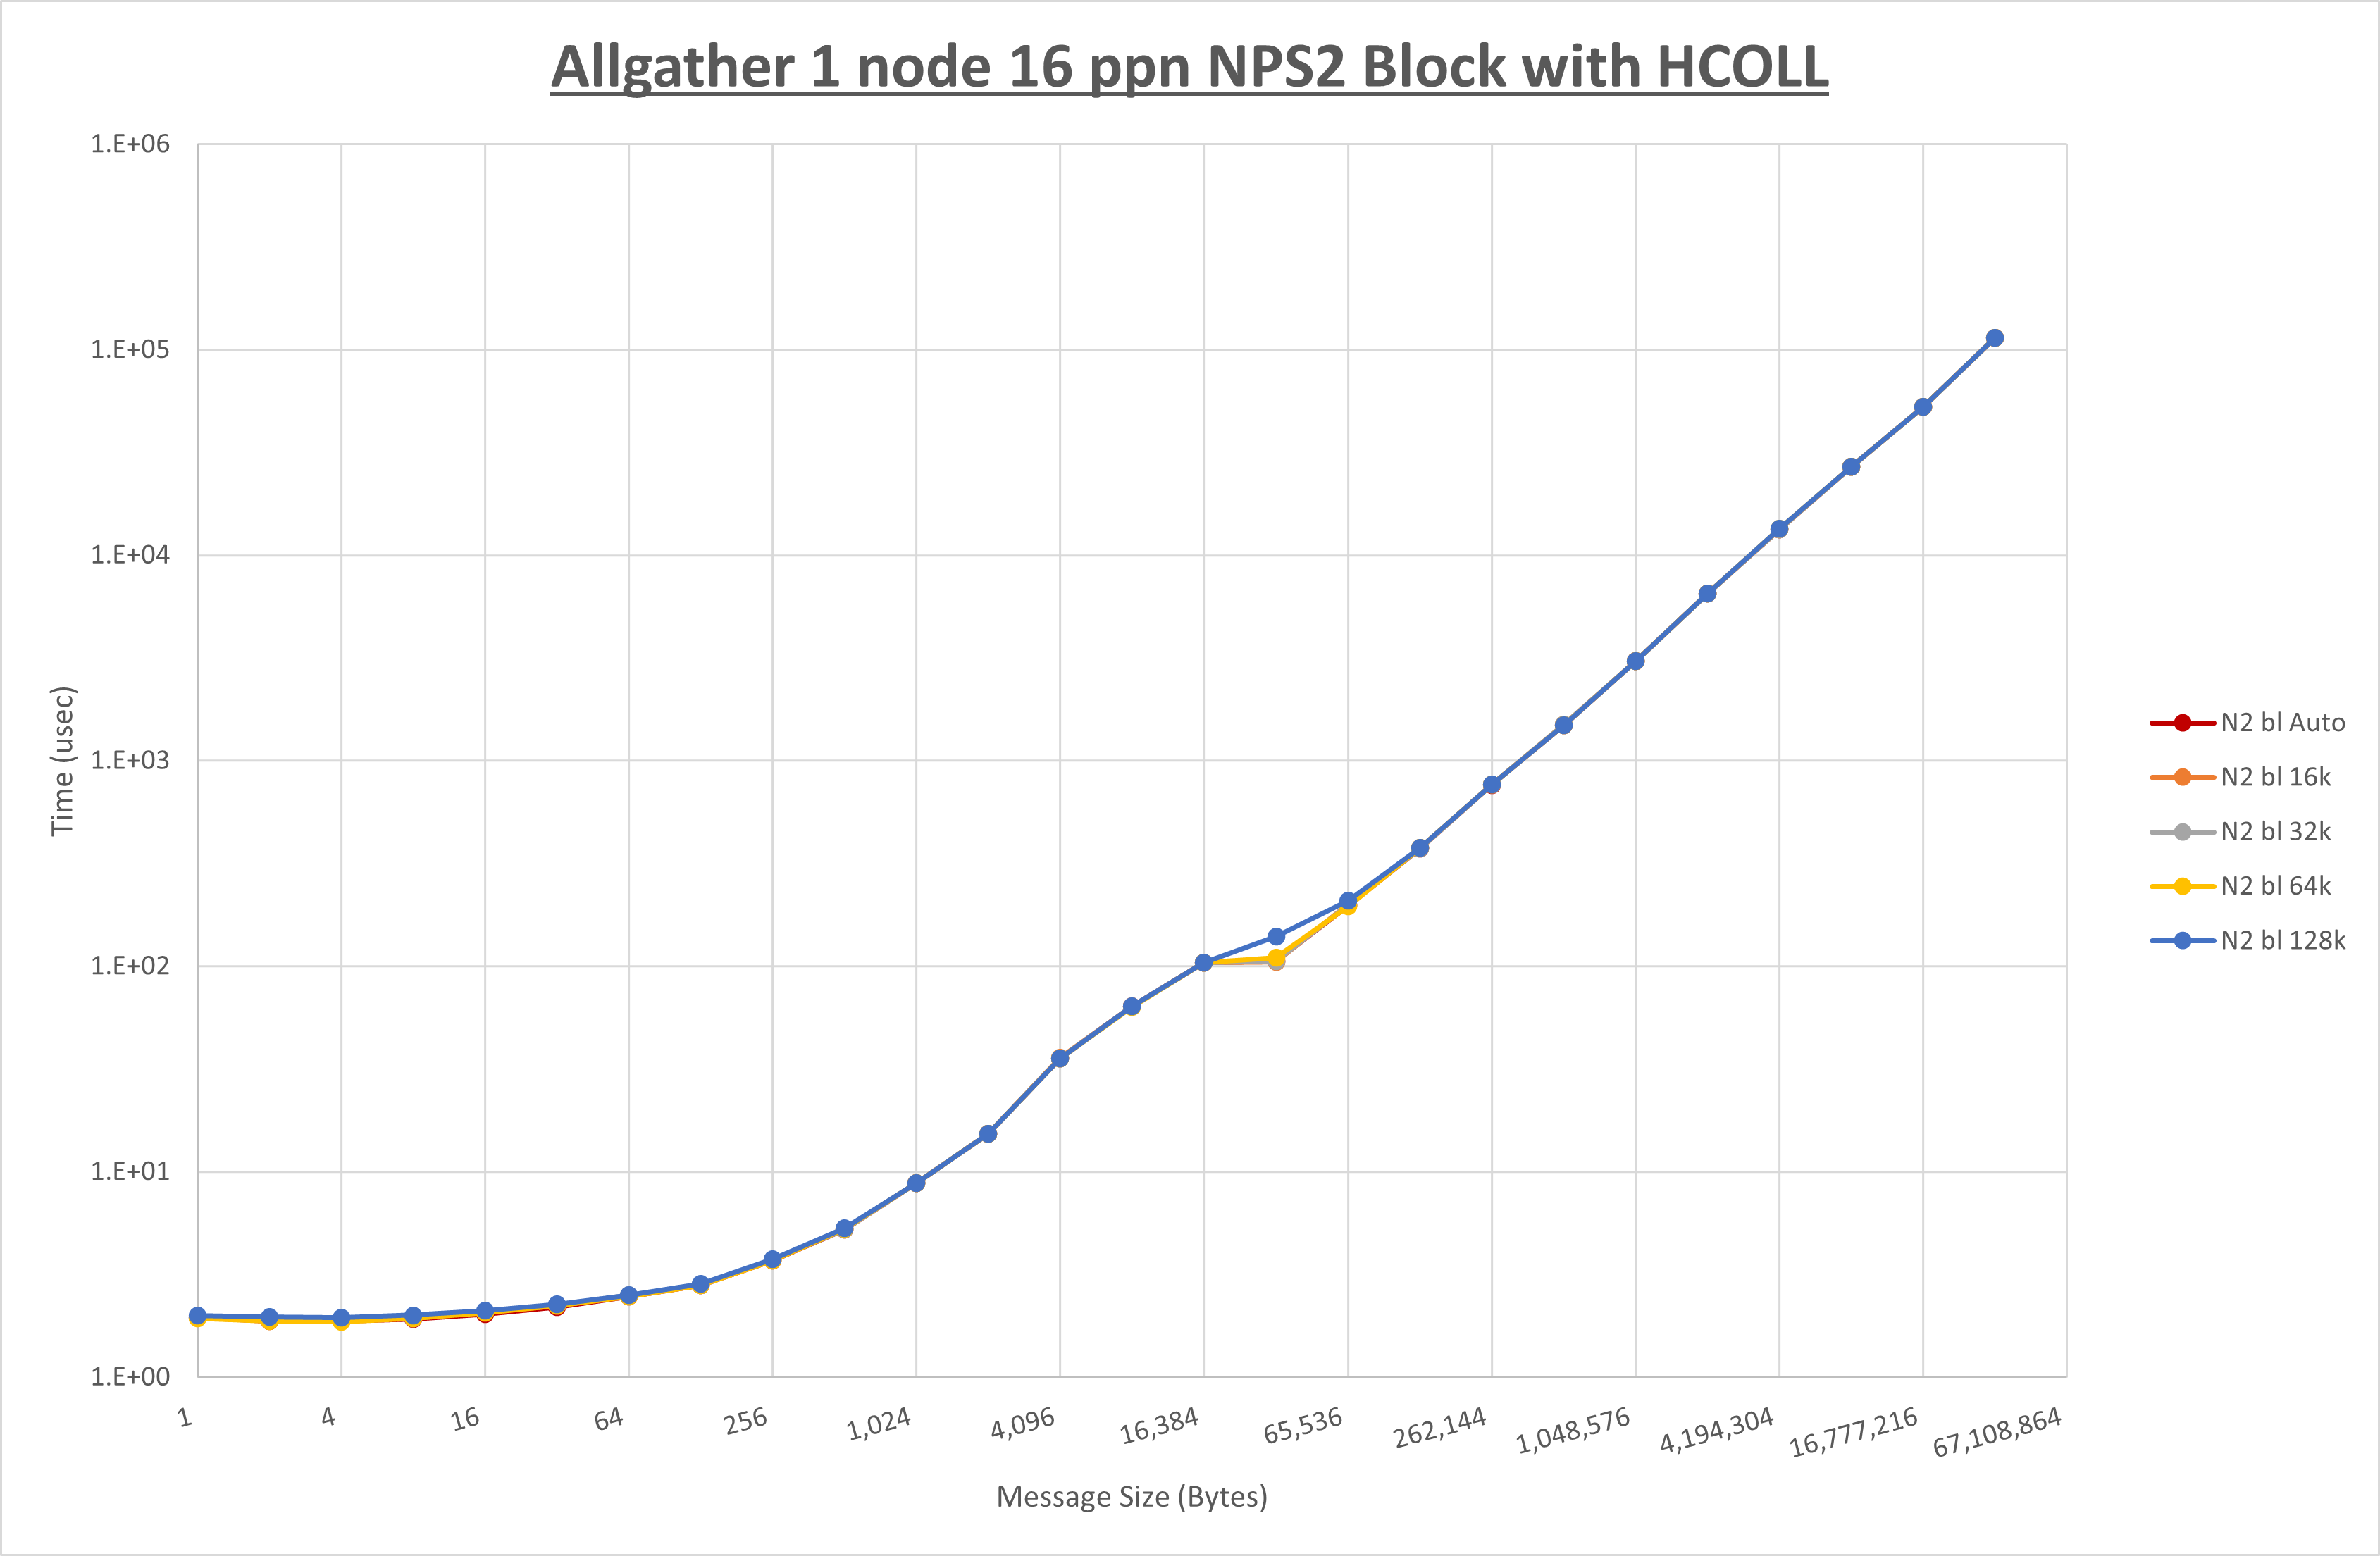 Allgather 1 node 16 ppn NPS2 Block with HCOLL
1.E+06
1.E+05
1.E+04
1.E+03
1.E+02
1.E+01
1.E+00
Time (usec)
1
4
16
64
256
1,024
4,096
16,384
65,536
262,144
1,048,576
4,194,304
16,777,216
67,108,864
Message Size (Bytes)
N2 bl Auto
N2 bl 16k
N2 bl 32k
N2 bl 64k
N2 bl 128k